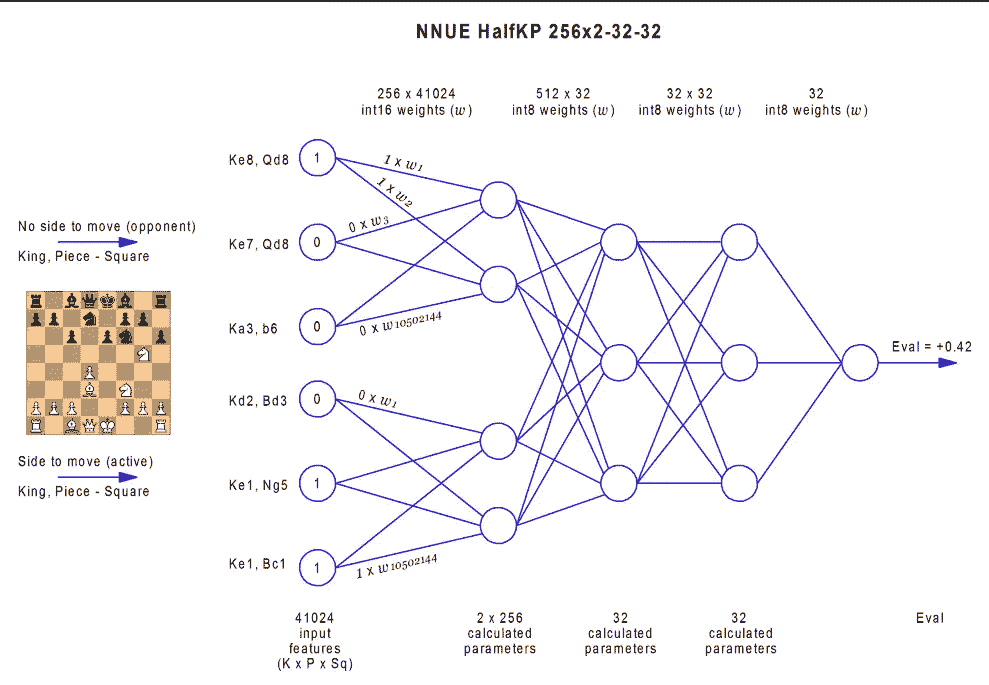 NNUE HalfKP 256x2-32-32
256 x 41024
int16 weights (w)
512 x 32
int8 weights (w)
32 x 32
int8 weights (w)
32
int8 weights (w)
Ke8, Qd8
1
1 x w1
1 x w2
No side to move (opponent)
King, Piece - Square
Ke7, Qd8
0
0 x w3
Ka3, b6
0
0 x w10502144
Eval = +0.42
Kd2, Bd3
0
0 x w1
Side to move (active)
King, Piece - Square
Ke1, Ng5
1
Ke1, Bc1
1
1 x w10502144
41024
input
features
(K x P x Sq)
2 x 256
calculated
parameters
32
calculated
parameters
32
calculated
parameters
Eval